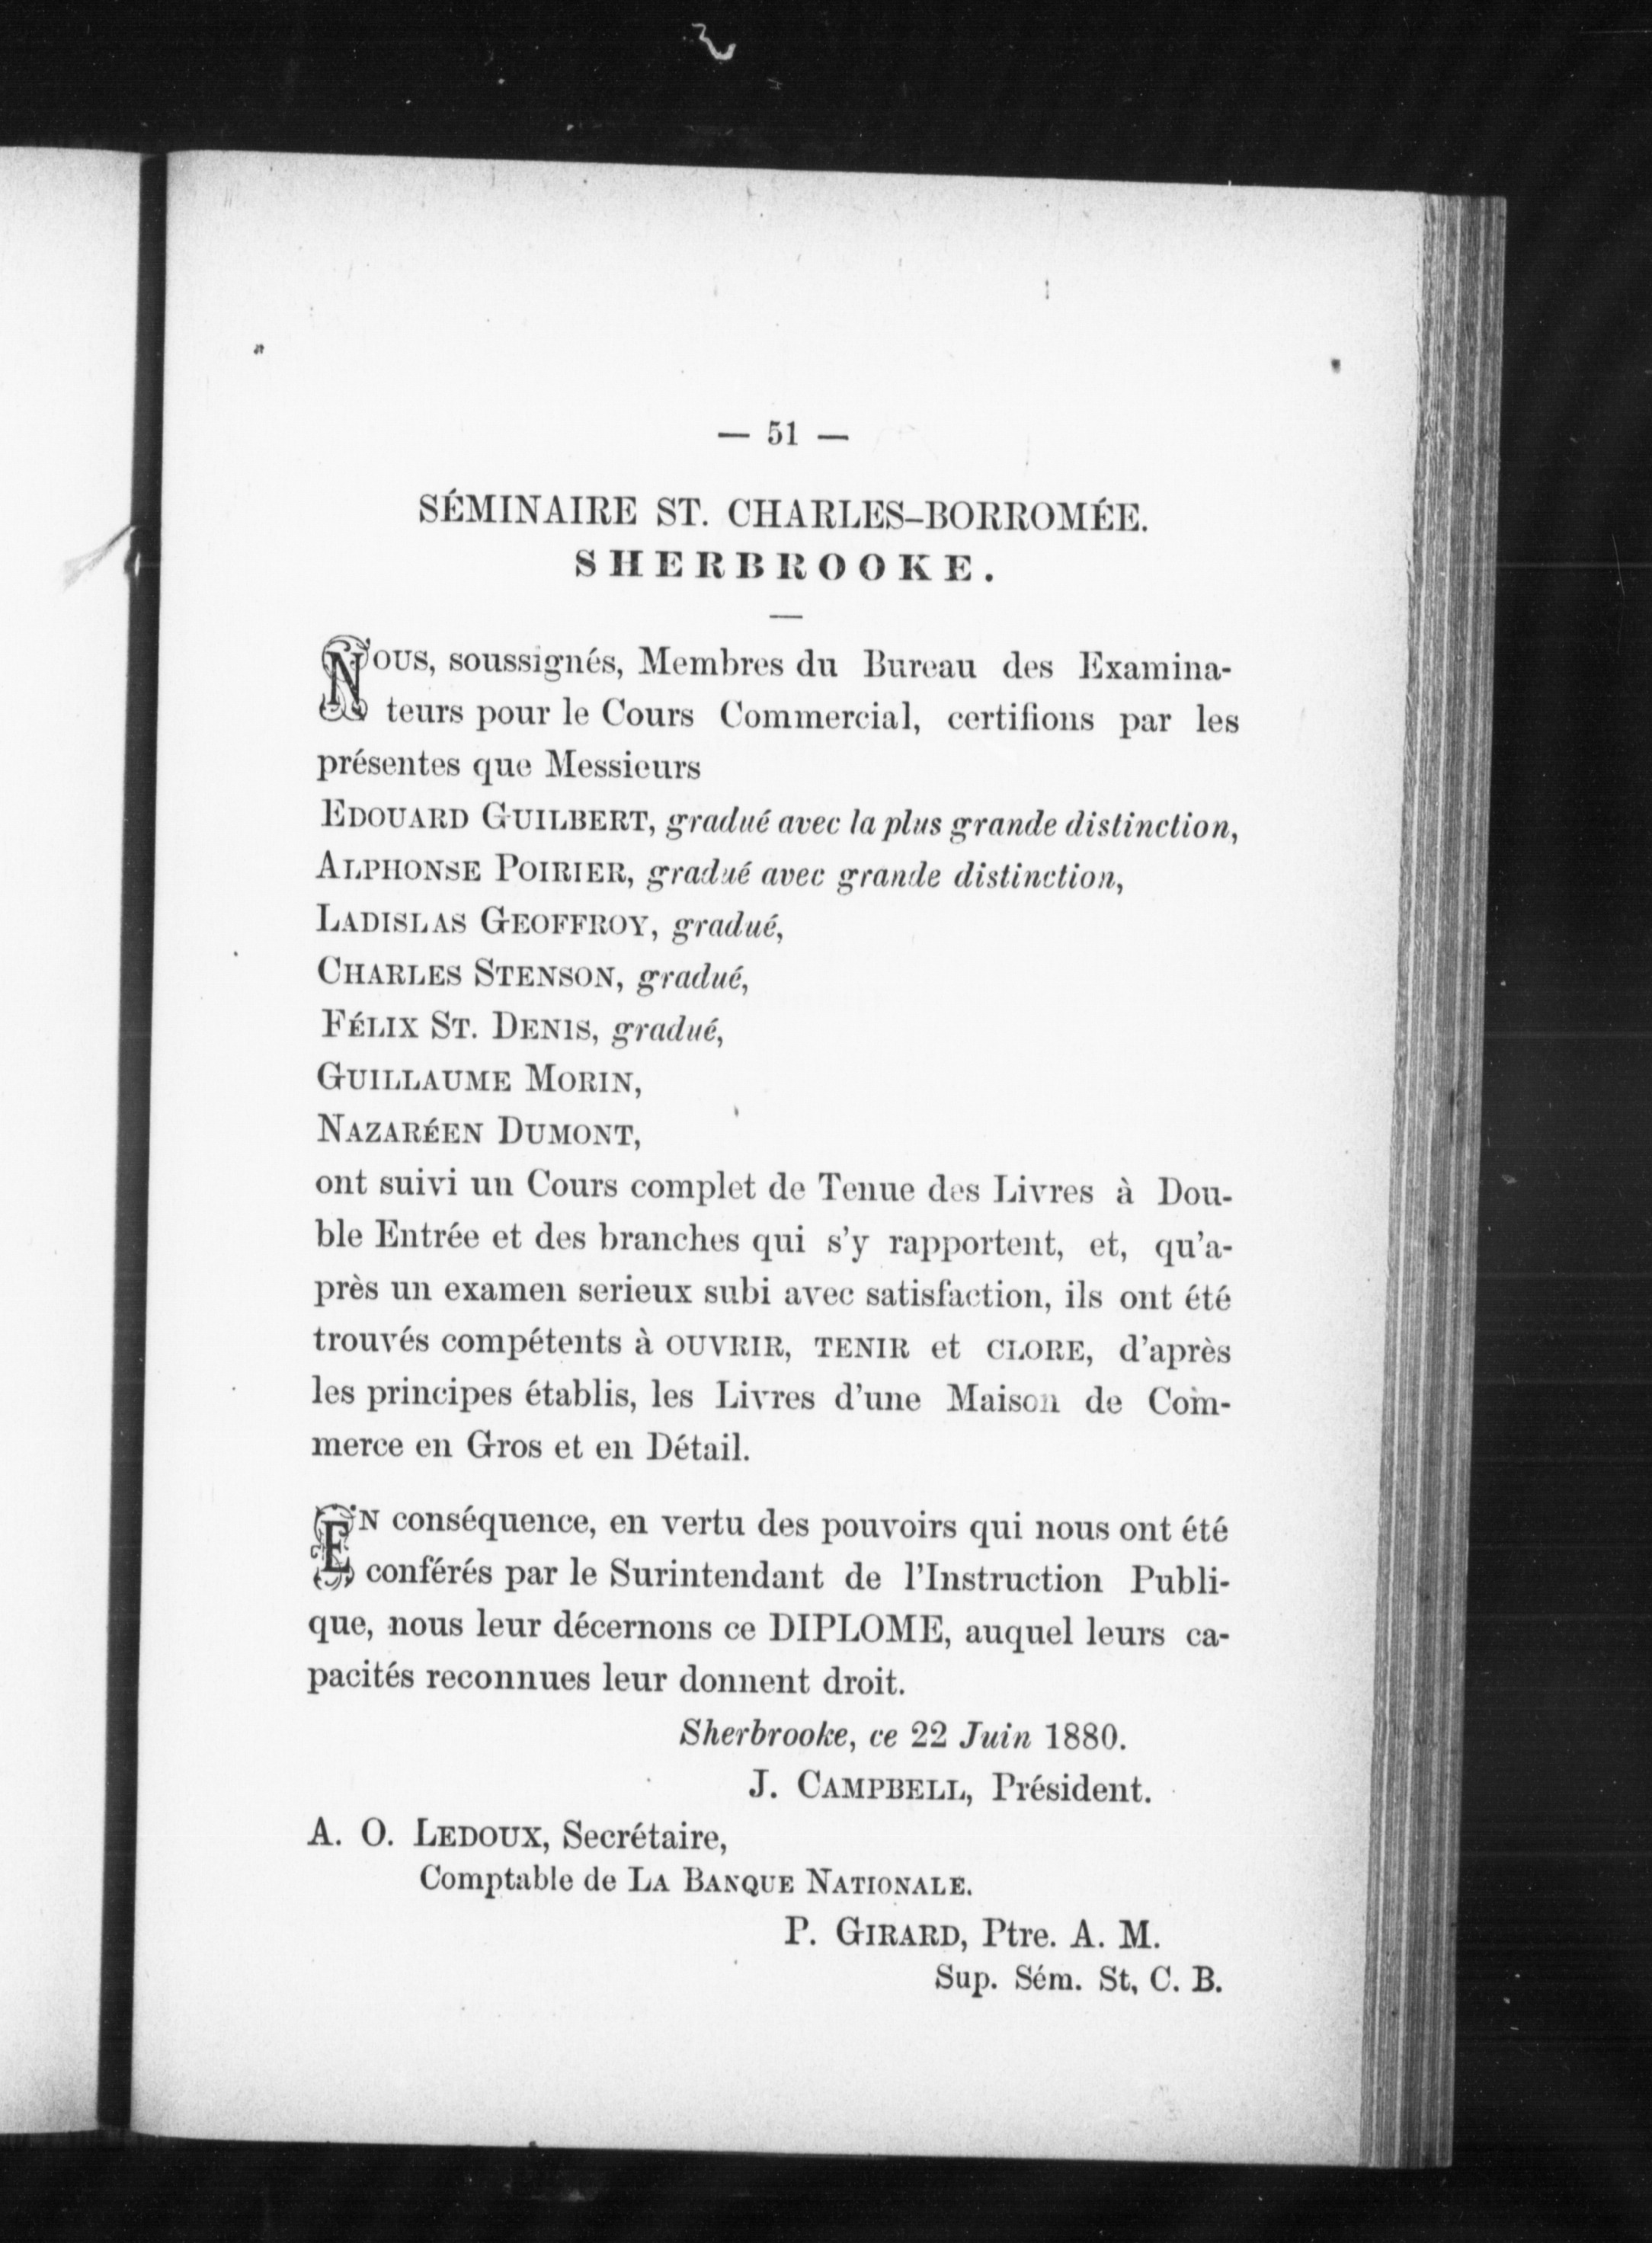 — 51 —
SÉMINAIRE ST. CHARLES-BORROMÉE.
SHERBROOKE.
NOUS, soussignés, Membres du Bureau des Examina-
teurs pour le Cours Commercial, certifions par les
présentes que Messieurs
EDOUARD GUILBERT, gradué avec la plus grande distinction,
ALPHONSE POIRIER, gradué avec grande distinction,
LADISLAS GEOFFROY, gradué,
CHARLES STENSON, gradué,
FÉLIX ST. DENIS, gradué,
GUILLAUME MORIN,
NAZARÉEN DUMONT,
ont suivi un Cours complet de Tenue des Livres à Dou-
ble Entrée et des branches qui s'y rapportent, et, qu'a-
près un examen serieux subi avec satisfaction, ils ont été
trouvés compétents à OUVRIR, TENIR et CLORE, d'après
les principes établis, les Livres d'une Maison de Com-
merce en Gros et en Détail.
EN conséquence, en vertu des pouvoirs qui nous ont été
conférés par le Surintendant de l'Instruction Publi-
que, nous leur décernons ce DIPLOME, auquel leurs ca-
pacités reconnues leur donnent droit.
Sherbrooke, ce 22 Juin 1880.
J. CAMPBELL, Président.
A. O. LEDOUX, Secrétaire,
Comptable de LA BANQUE NATIONALE.
P. GIRARD, Ptre. A. M.
Sup. Sém. St, C. B.